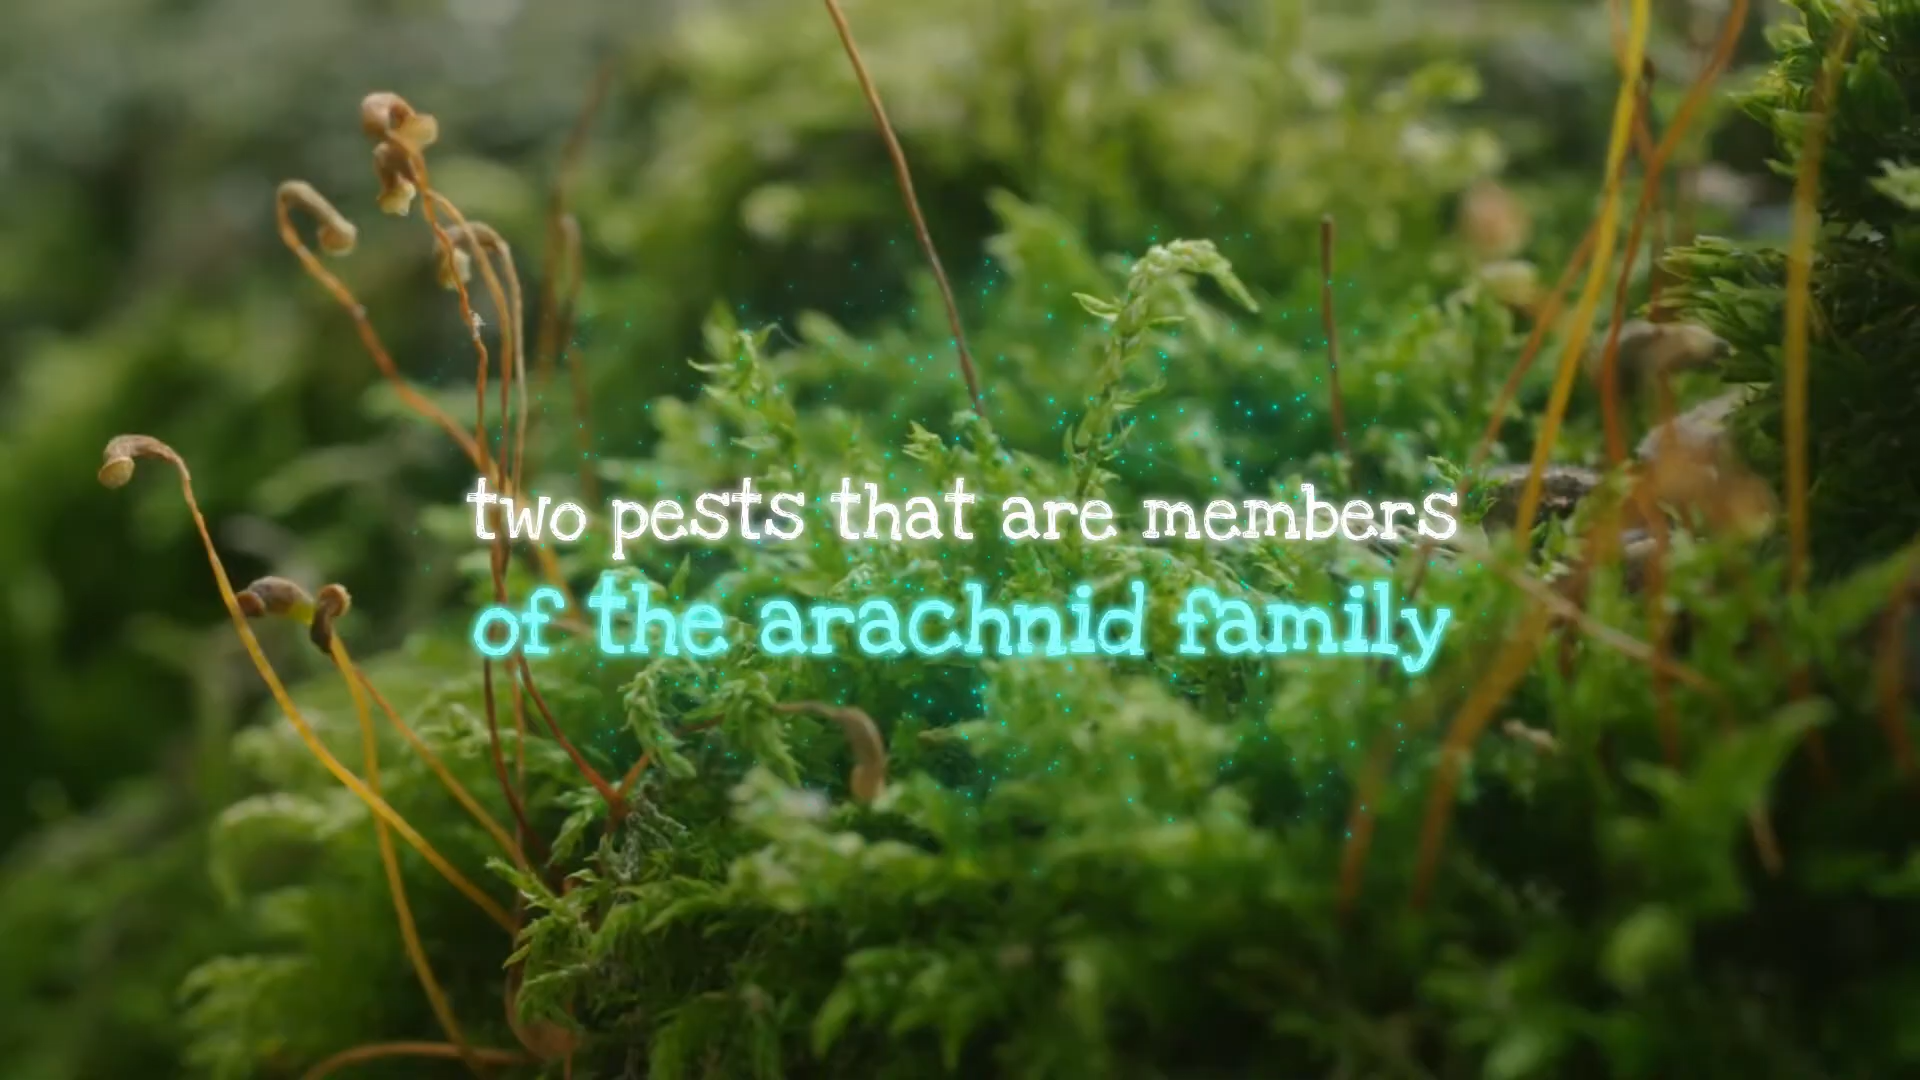 two pests that are members
of the arachnid family